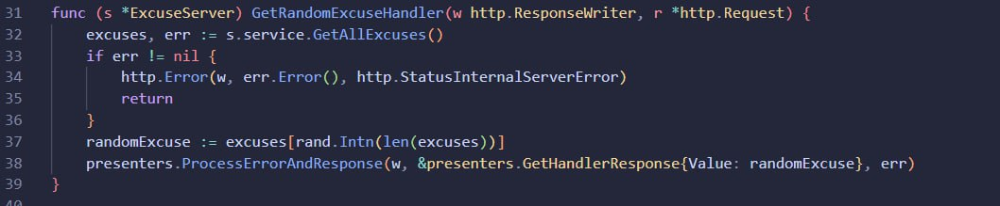 31 func (s *ExcuseServer) GetRandomExcuseHandler(w http.ResponseWriter, r *http.Request) {
32     excuses, err := s.service.GetAllExcuses()
33     if err != nil {
34         http.Error(w, err.Error(), http.StatusInternalServerError)
35         return
36     }
37     randomExcuse := excuses[rand.Intn(len(excuses))]
38     presenters.ProcessErrorAndResponse(w, &presenters.GetHandlerResponse{Value: randomExcuse}, err)
39 }
40